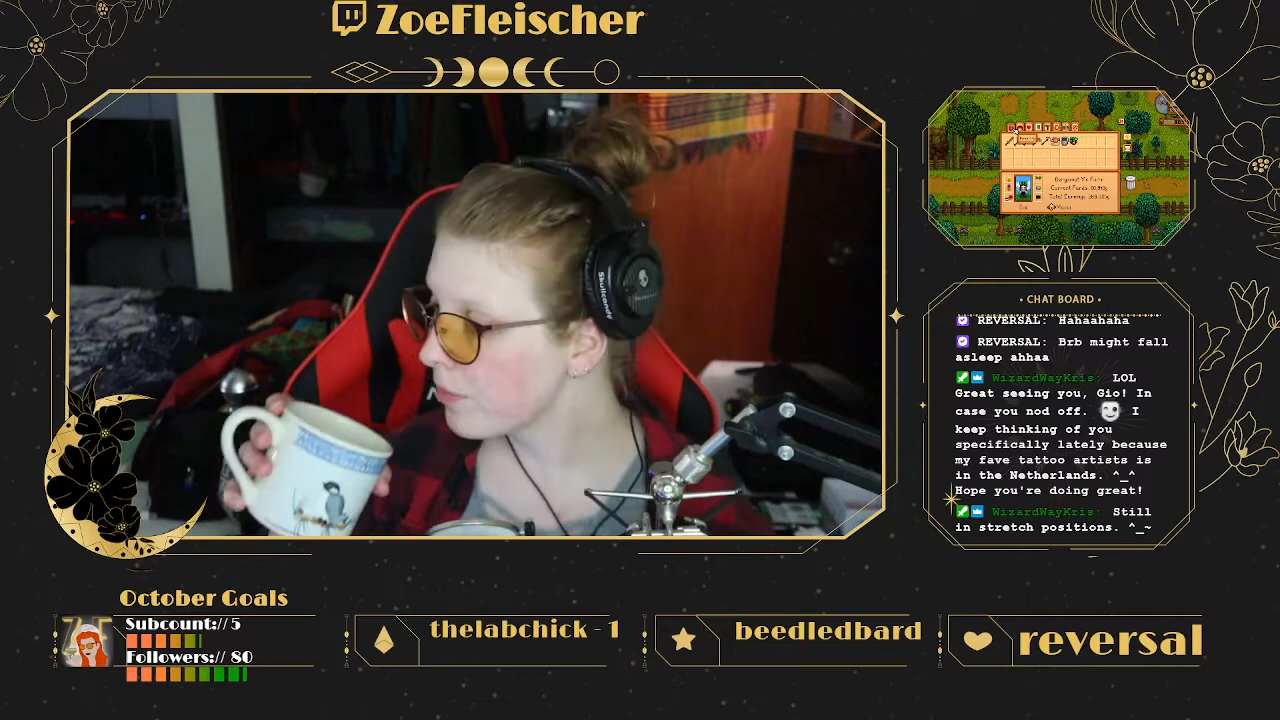 ZoeFleischer
Skullcandy
• CHAT BOARD •
REVERSAL: Hahaahaha
REVERSAL: Brb might fall
asleep ahhaa
WizardWayKris: LOL
Great seeing you, Gio! In
case you nod off. I
keep thinking of you
specifically lately because
my fave tattoo artists is
in the Netherlands. ^_^
Hope you're doing great!
WizardWayKris: Still
in stretch positions. ^_~
October Goals
Subcount:// 5
Followers:// 80
thelabchick - 1
beedledbard
reversal